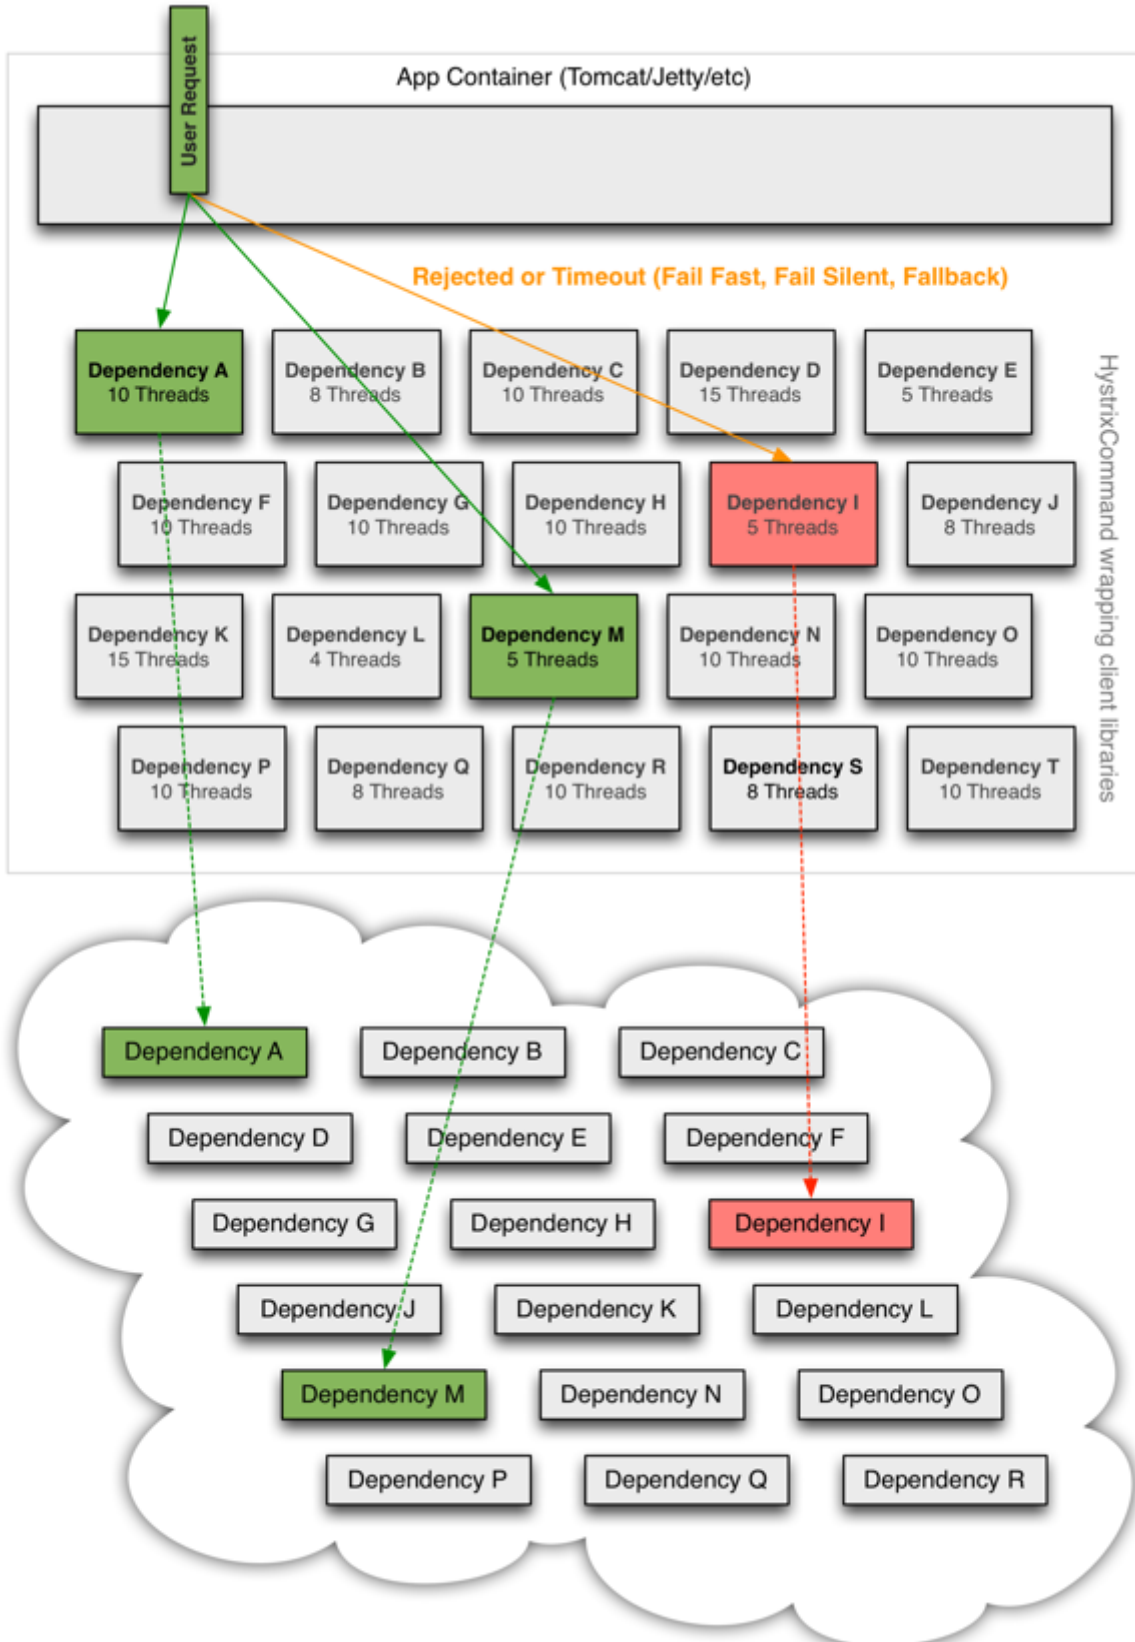 User Request
App Container (Tomcat/Jetty/etc)
Rejected or Timeout (Fail Fast, Fail Silent, Fallback)
Dependency A
10 Threads
Dependency B
8 Threads
Dependency C
10 Threads
Dependency D
15 Threads
Dependency E
5 Threads
Dependency F
10 Threads
Dependency G
10 Threads
Dependency H
10 Threads
Dependency I
5 Threads
Dependency J
8 Threads
Dependency K
15 Threads
Dependency L
4 Threads
Dependency M
5 Threads
Dependency N
10 Threads
Dependency O
10 Threads
Dependency P
10 Threads
Dependency Q
8 Threads
Dependency R
10 Threads
Dependency S
8 Threads
Dependency T
10 Threads
HystrixCommand wrapping client libraries
Dependency A
Dependency B
Dependency C
Dependency D
Dependency E
Dependency F
Dependency G
Dependency H
Dependency I
Dependency J
Dependency K
Dependency L
Dependency M
Dependency N
Dependency O
Dependency P
Dependency Q
Dependency R